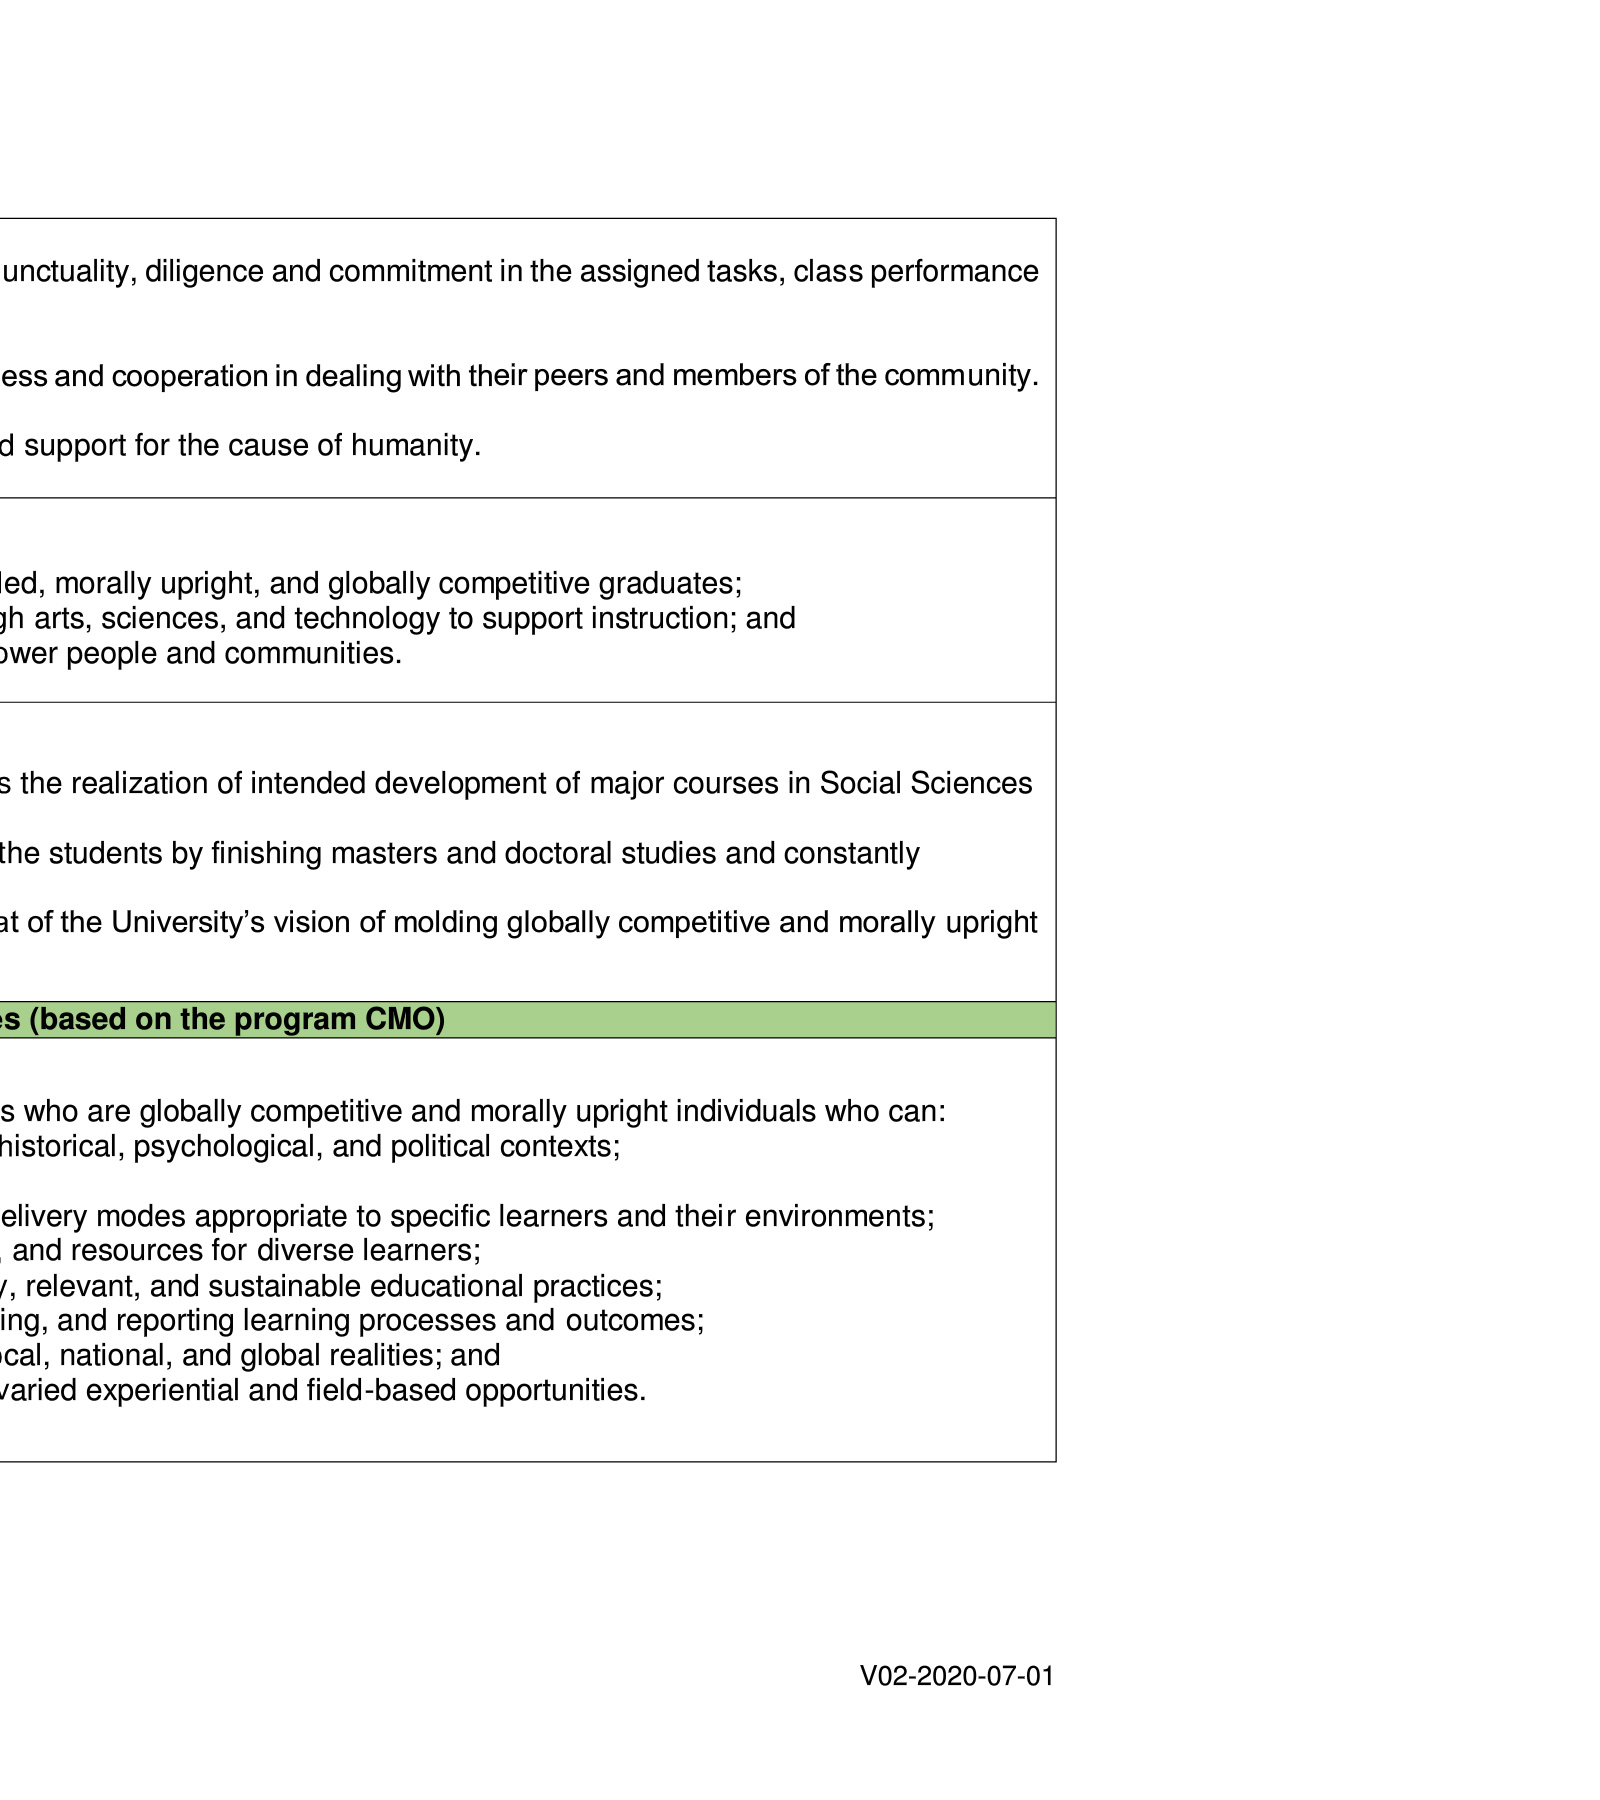 unctuality, diligence and commitment in the assigned tasks, class performance
ess and cooperation in dealing with their peers and members of the community.
d support for the cause of humanity.
led, morally upright, and globally competitive graduates;
gh arts, sciences, and technology to support instruction; and
ower people and communities.
s the realization of intended development of major courses in Social Sciences
the students by finishing masters and doctoral studies and constantly
at of the University’s vision of molding globally competitive and morally upright
es (based on the program CMO)
s who are globally competitive and morally upright individuals who can:
historical, psychological, and political contexts;
elivery modes appropriate to specific learners and their environments;
, and resources for diverse learners;
y, relevant, and sustainable educational practices;
ing, and reporting learning processes and outcomes;
ocal, national, and global realities; and
varied experiential and field-based opportunities.
V02-2020-07-01